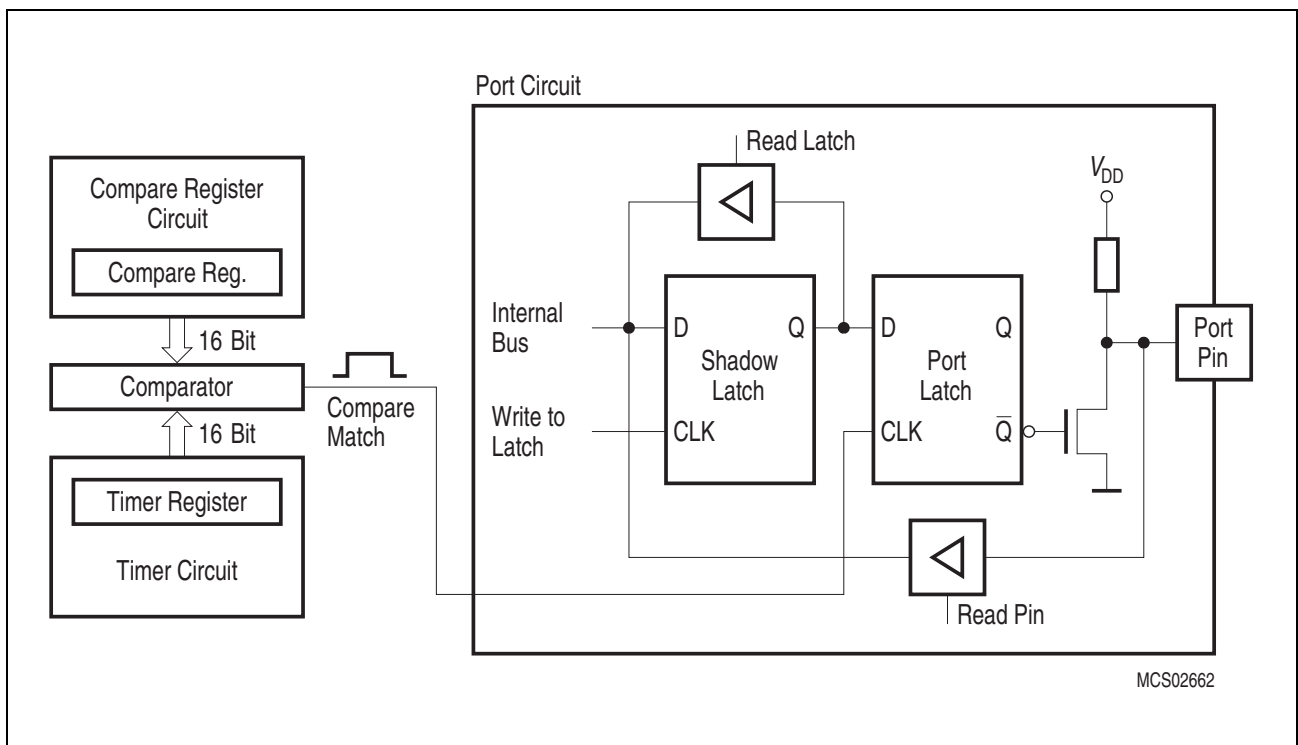 Port Circuit
Compare Register
Circuit
Compare Reg.
16 Bit
Comparator
16 Bit
Timer Register
Timer Circuit
Compare
Match
Read Latch
Internal
Bus
Write to
Latch
D
Q
Shadow
Latch
CLK
D
Q
Port
Latch
CLK
Q̅
VDD
Port
Pin
Read Pin
MCS02662